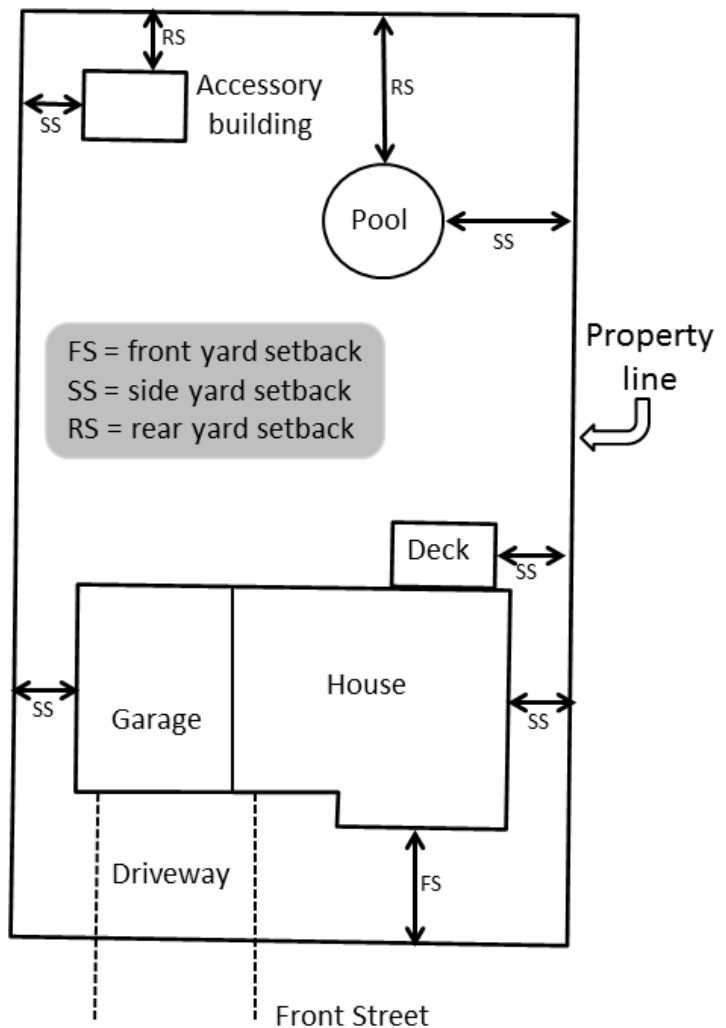 RS
Accessory
building
SS
RS
Pool
SS
FS = front yard setback
SS = side yard setback
RS = rear yard setback
Property
line
Deck
SS
House
Garage
SS
SS
Driveway
FS
Front Street